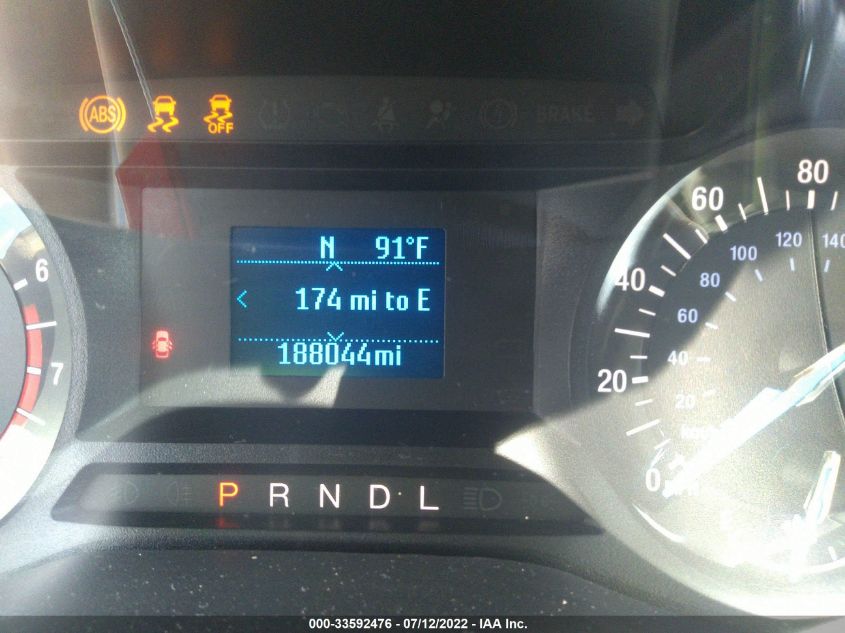 ABS OFF BRAKE
N 91°F
174 mi to E
188044mi
6
7
0 20 40 60 80
20 40 60 80 100 120 140
P R N D L
000-33592476 - 07/12/2022 - IAA Inc.